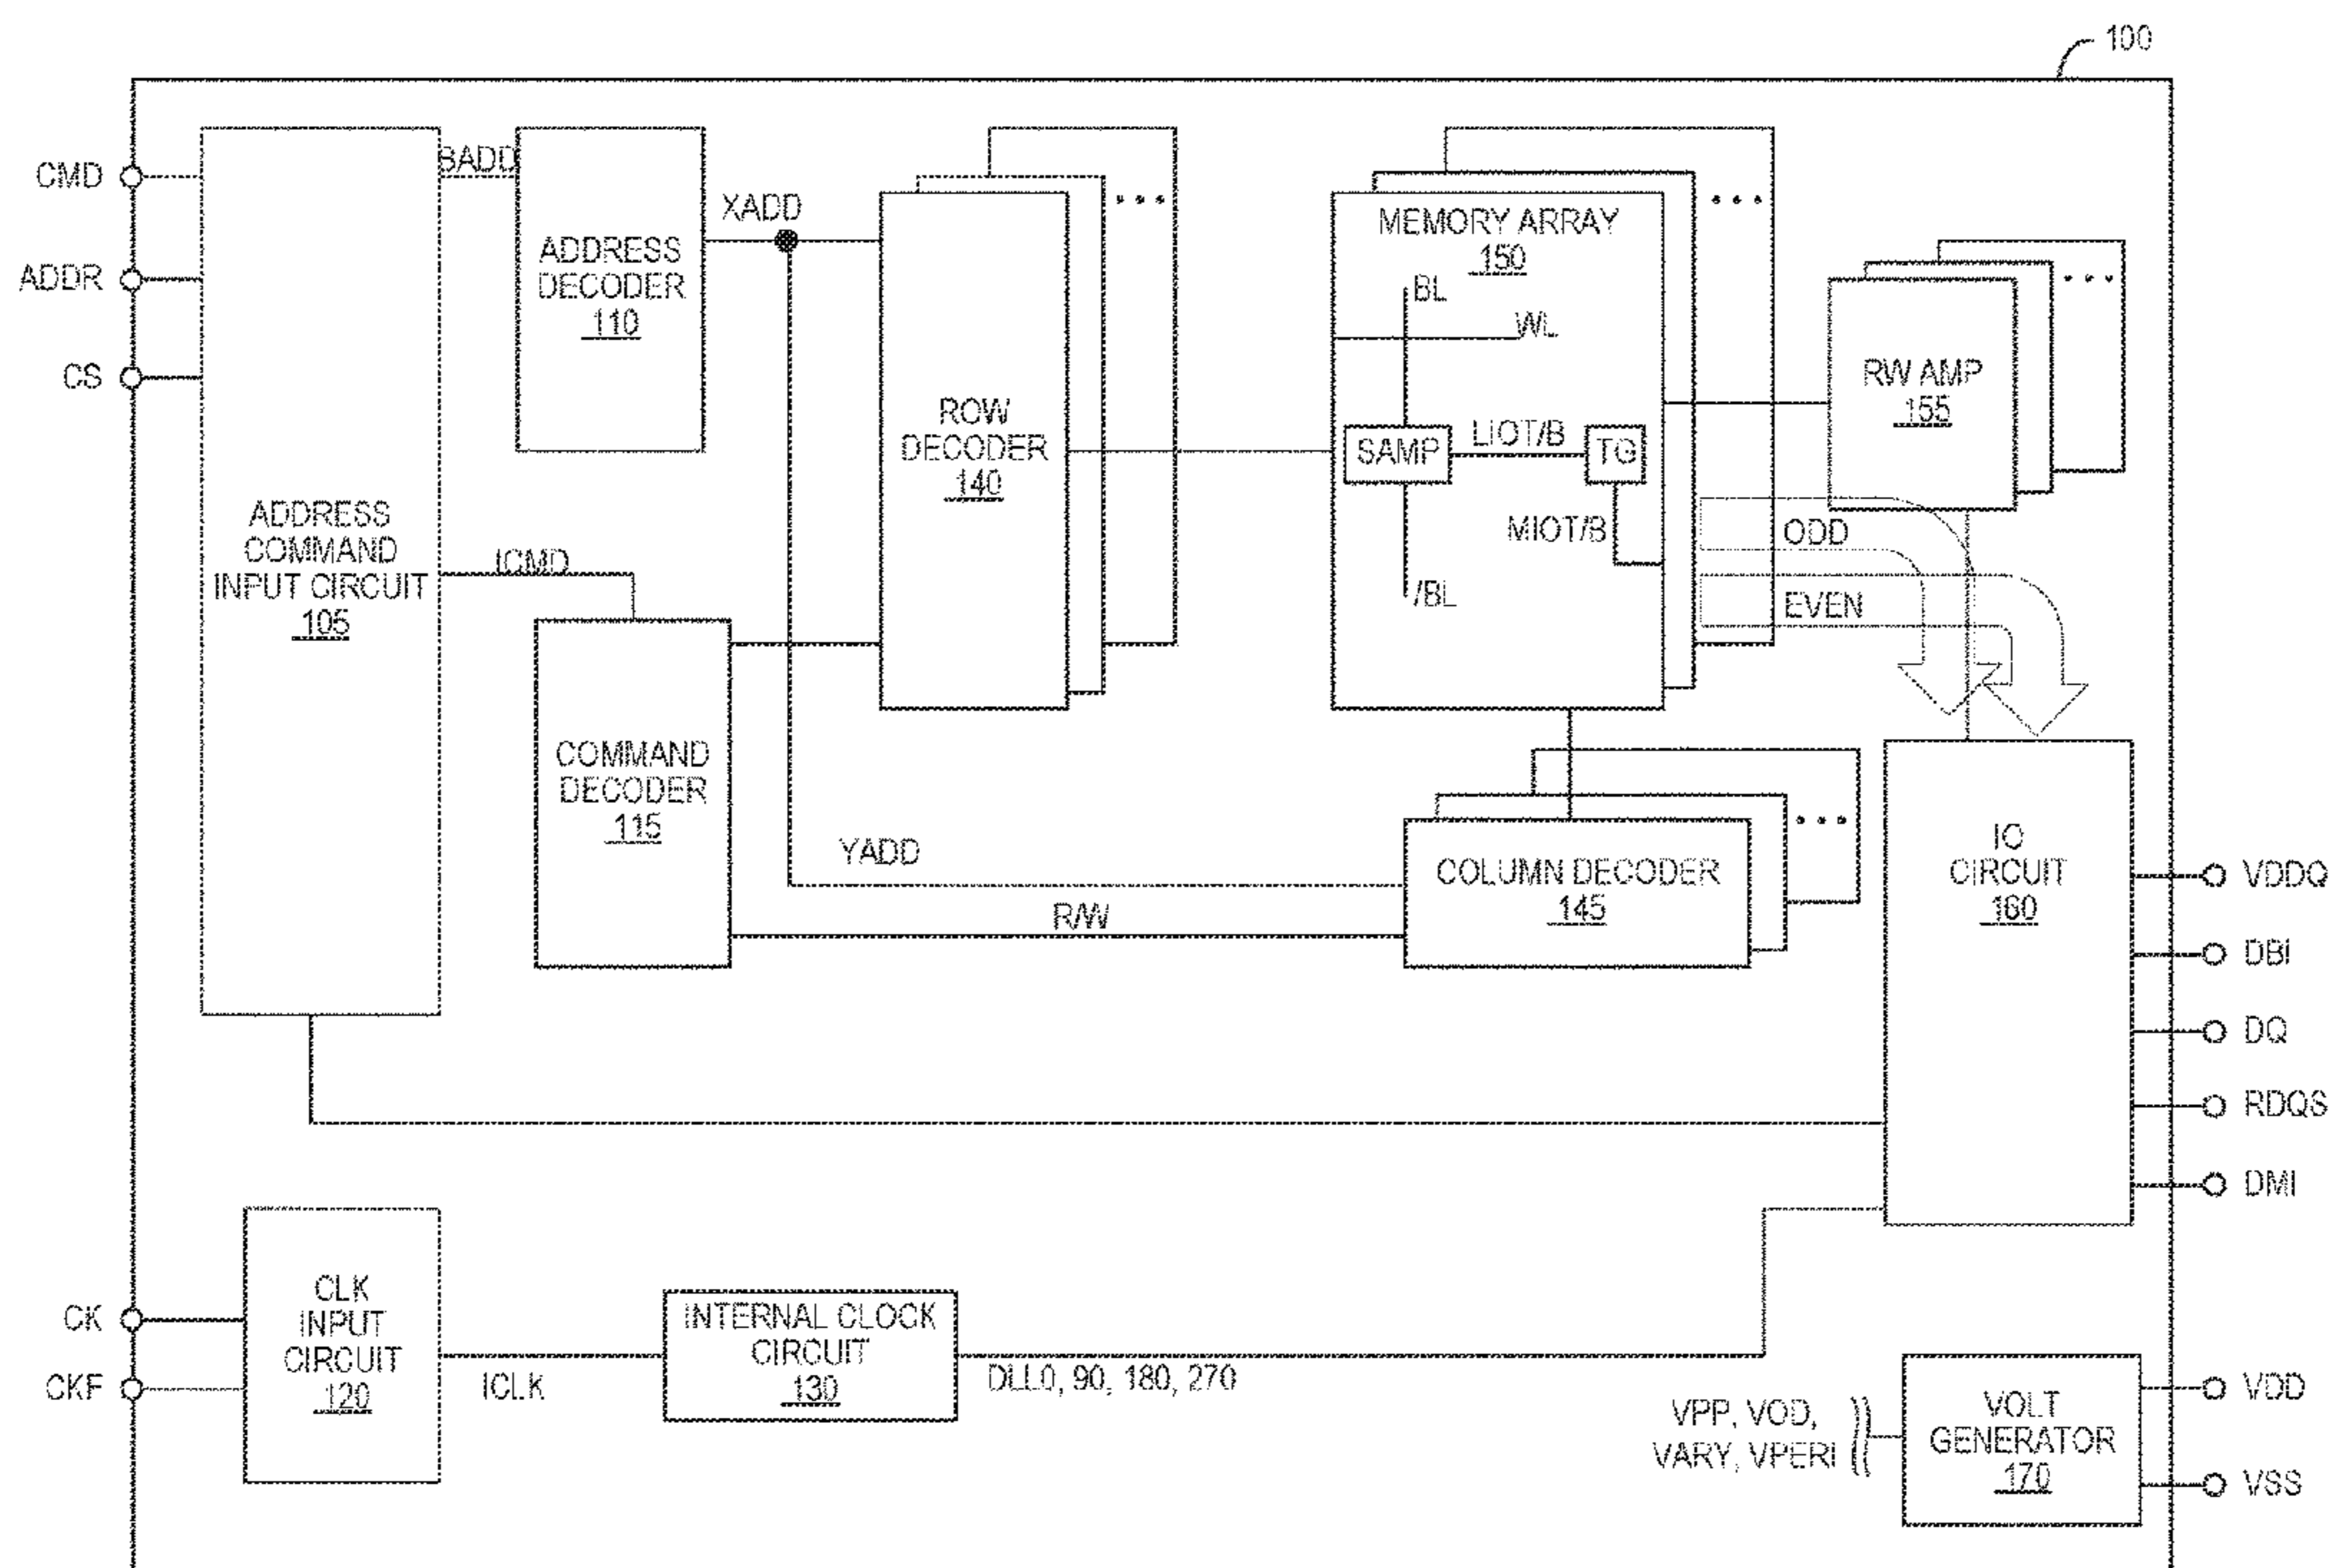 100
CMD
ADDR
CS
BADD
ADDRESS
DECODER
110
XADD
ADDRESS
COMMAND
INPUT CIRCUIT
105
ICMD
COMMAND
DECODER
115
ROW
DECODER
140
MEMORY ARRAY
150
BL
WL
SAMP
LIOT/B
TG
MIOT/B
/BL
RW AMP
155
ODD
EVEN
YADD
R/W
COLUMN DECODER
145
IO
CIRCUIT
160
VDDQ
DBI
DQ
RDQS
DMI
CK
CKF
CLK
INPUT
CIRCUIT
120
ICLK
INTERNAL CLOCK
CIRCUIT
130
DLL0, 90, 180, 270
VPP, VOD,
VARY, VPERI
VOLT
GENERATOR
170
VDD
VSS